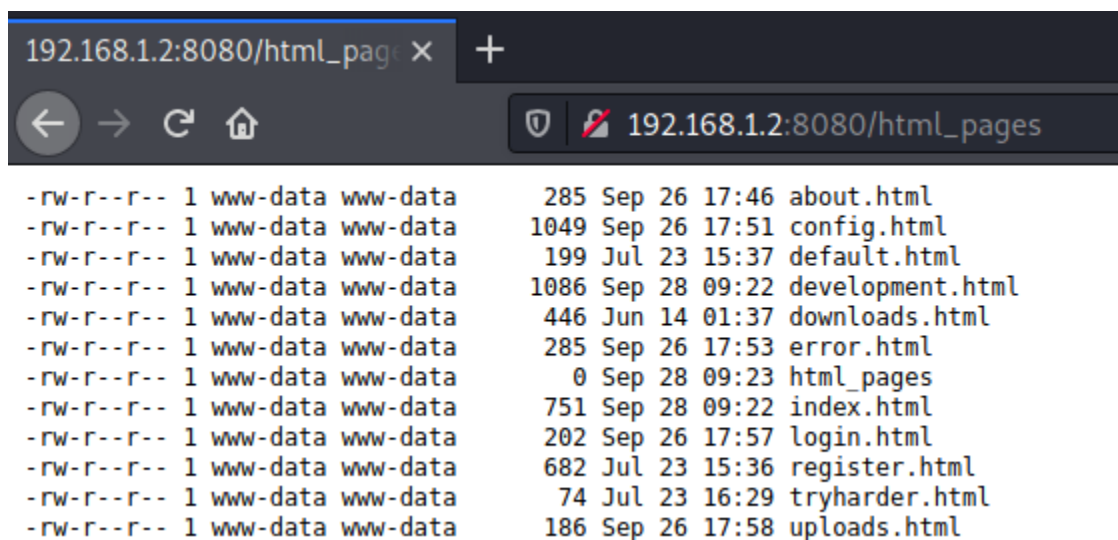 192.168.1.2:8080/html_pag
192.168.1.2:8080/html_pages
-rw-r--r-- 1 www-data www-data 285 Sep 26 17:46 about.html
-rw-r--r-- 1 www-data www-data 1049 Sep 26 17:51 config.html
-rw-r--r-- 1 www-data www-data 199 Jul 23 15:37 default.html
-rw-r--r-- 1 www-data www-data 1086 Sep 28 09:22 development.html
-rw-r--r-- 1 www-data www-data 446 Jun 14 01:37 downloads.html
-rw-r--r-- 1 www-data www-data 285 Sep 26 17:53 error.html
-rw-r--r-- 1 www-data www-data 0 Sep 28 09:23 html_pages
-rw-r--r-- 1 www-data www-data 751 Sep 28 09:22 index.html
-rw-r--r-- 1 www-data www-data 202 Sep 26 17:57 login.html
-rw-r--r-- 1 www-data www-data 682 Jul 23 15:36 register.html
-rw-r--r-- 1 www-data www-data 74 Jul 23 16:29 tryharder.html
-rw-r--r-- 1 www-data www-data 186 Sep 26 17:58 uploads.html